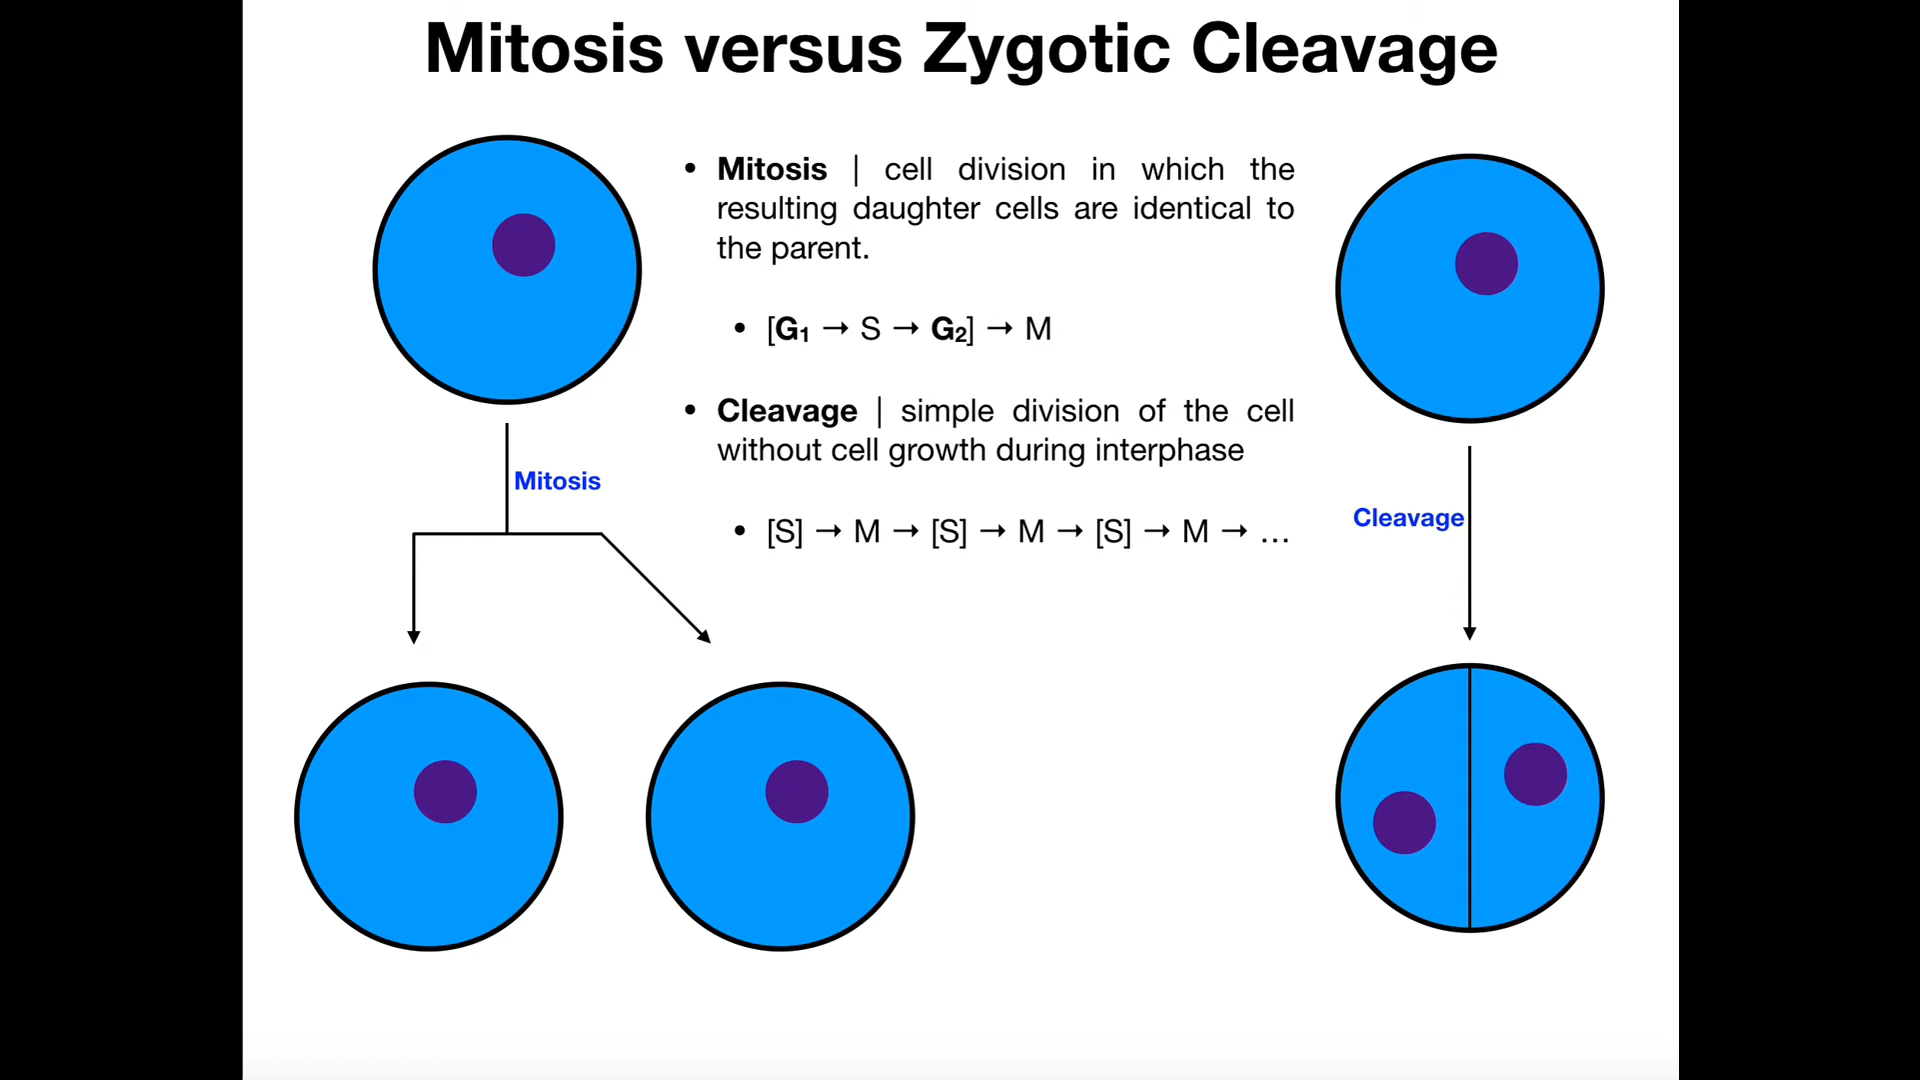 Mitosis versus Zygotic Cleavage
• Mitosis | cell division in which the
resulting daughter cells are identical to
the parent.
• [G₁ → S → G₂] → M
• Cleavage | simple division of the cell
without cell growth during interphase
• [S] → M → [S] → M → [S] → M → …
Mitosis
Cleavage